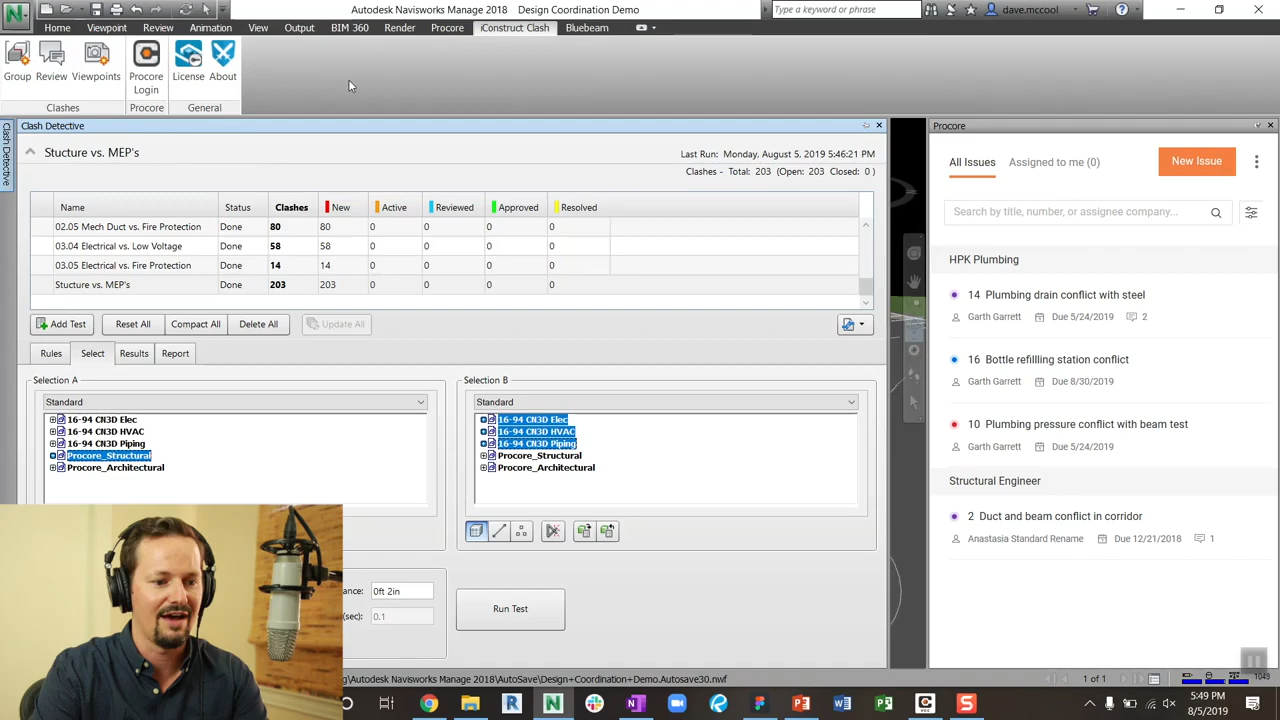 Autodesk Navisworks Manage 2018 Design Coordination Demo
Type a keyword or phrase
dave.mccool
Home Viewpoint Review Animation View Output BIM 360 Render Procore iConstruct Clash Bluebeam
Group Review Viewpoints Procore Login License About
Clashes Procore General
Clash Detective
Clash Detective
Stucture vs. MEP's
Last Run: Monday, August 5, 2019 5:46:21 PM
Clashes - Total: 203 (Open: 203 Closed: 0 )
Name Status Clashes New Active Reviewed Approved Resolved
02.05 Mech Duct vs. Fire Protection Done 80 80 0 0 0 0
03.04 Electrical vs. Low Voltage Done 58 58 0 0 0 0
03.05 Electrical vs. Fire Protection Done 14 14 0 0 0 0
Stucture vs. MEP's Done 203 203 0 0 0 0
Add Test Reset All Compact All Delete All Update All
Rules Select Results Report
Selection A
Standard
16-94 CN3D Elec
16-94 CN3D HVAC
16-94 CN3D Piping
Procore_Structural
Procore_Architectural
Selection B
Standard
16-94 CN3D Elec
16-94 CN3D HVAC
16-94 CN3D Piping
Procore_Structural
Procore_Architectural
ance: 0ft 2in
(sec): 0.1
Run Test
Procore
All Issues Assigned to me (0) New Issue
Search by title, number, or assignee company...
HPK Plumbing
14 Plumbing drain conflict with steel
Garth Garrett Due 5/24/2019 2
16 Bottle refillling station conflict
Garth Garrett Due 8/30/2019
10 Plumbing pressure conflict with beam test
Garth Garrett Due 5/24/2019
Structural Engineer
2 Duct and beam conflict in corridor
Anastasia Standard Rename Due 12/21/2018 1
g\Autodesk Navisworks Manage 2018\AutoSave\Design+Coordination+Demo.Autosave30.nwf
1 of 1
1049
5:49 PM
8/5/2019